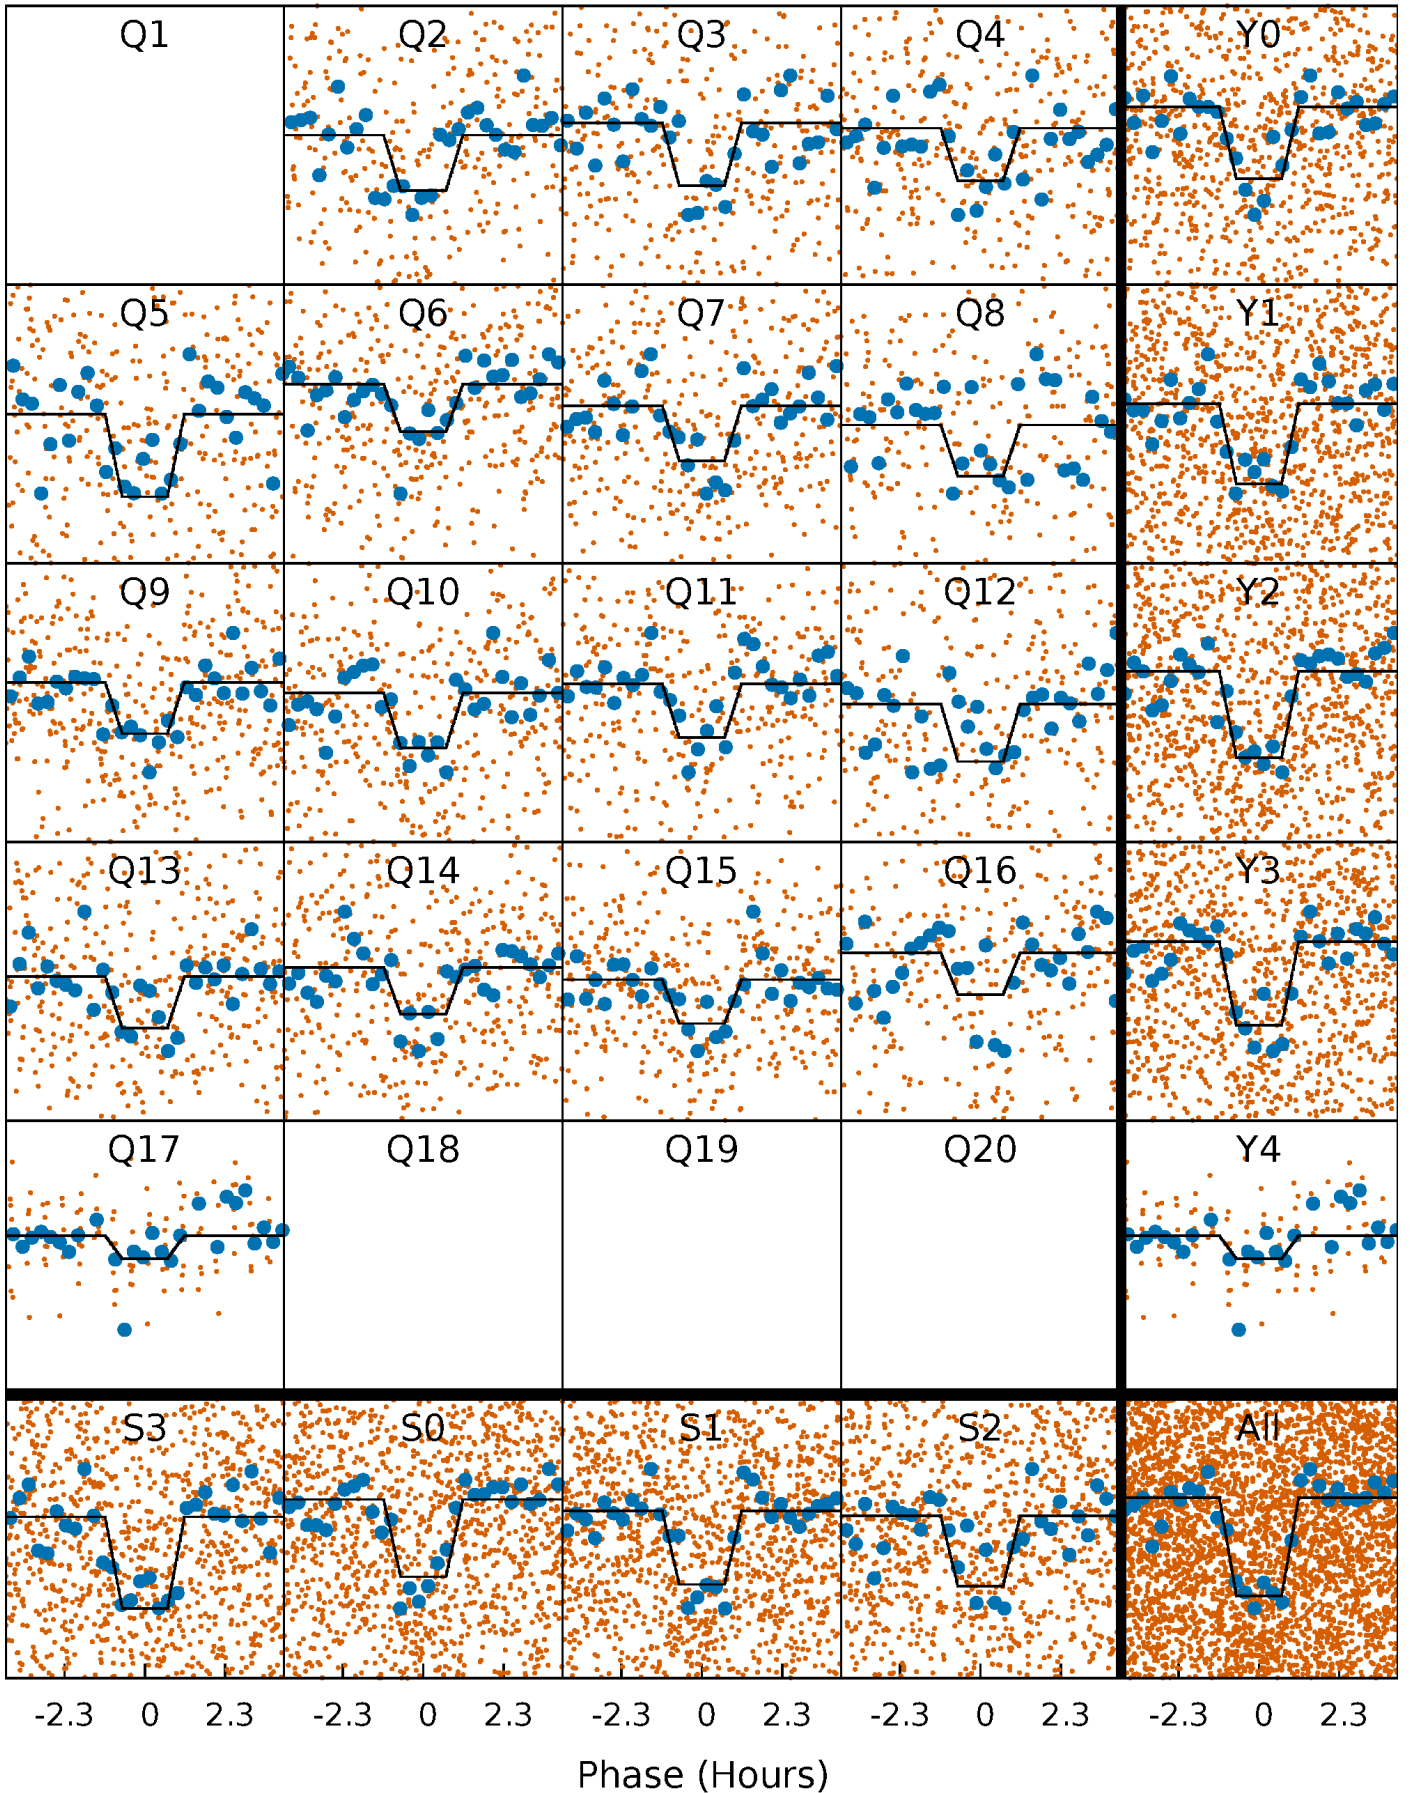 Q1 Q2 Q3 Q4 Y0
Q5 Q6 Q7 Q8 Y1
Q9 Q10 Q11 Q12 Y2
Q13 Q14 Q15 Q16 Y3
Q17 Q18 Q19 Q20 Y4
S3 S0 S1 S2 All
-2.3 0 2.3 -2.3 0 2.3 -2.3 0 2.3 -2.3 0 2.3 -2.3 0 2.3
Phase (Hours)